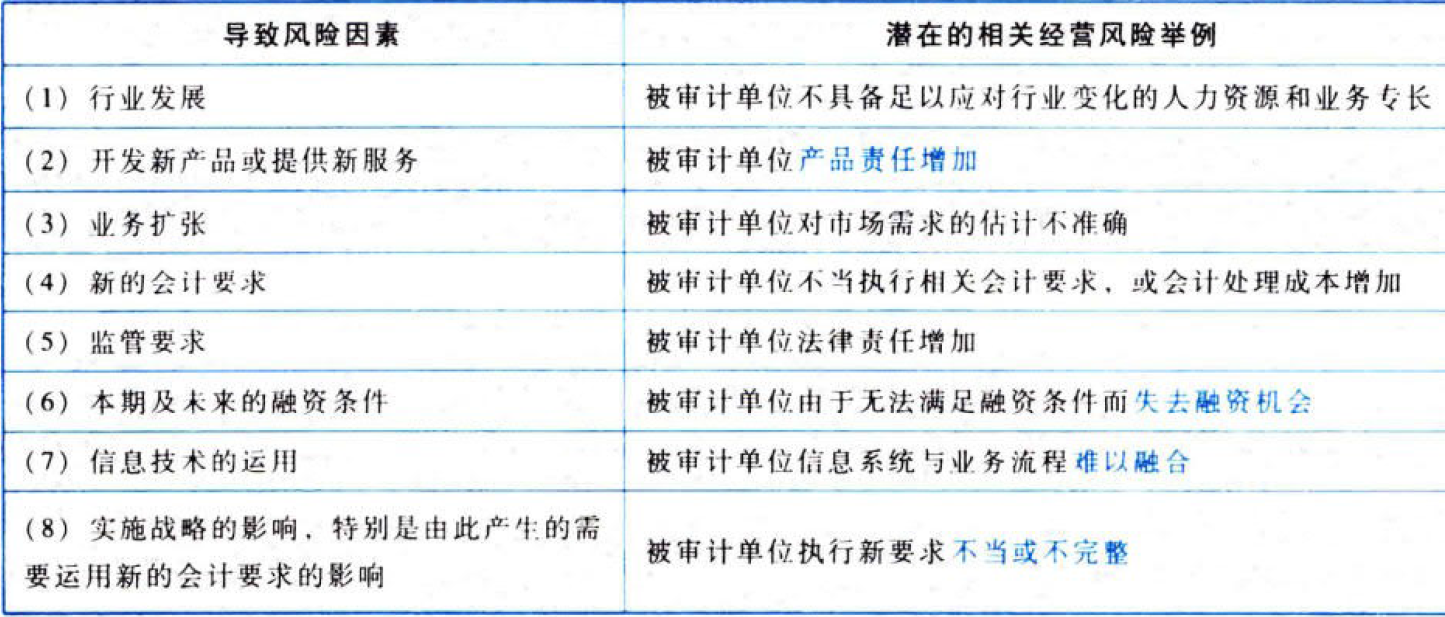 导致风险因素 潜在的相关经营风险举例
(1) 行业发展 被审计单位不具备足以应对行业变化的人力资源和业务专长
(2) 开发新产品或提供新服务 被审计单位产品责任增加
(3) 业务扩张 被审计单位对市场需求的估计不准确
(4) 新的会计要求 被审计单位不当执行相关会计要求、或会计处理成本增加
(5) 监管要求 被审计单位法律责任增加
(6) 本期及未来的融资条件 被审计单位由于无法满足融资条件而失去融资机会
(7) 信息技术的运用 被审计单位信息系统与业务流程难以融合
(8) 实施战略的影响、特别是由此产生的需
要运用新的会计要求的影响
被审计单位执行新要求不当或不完整